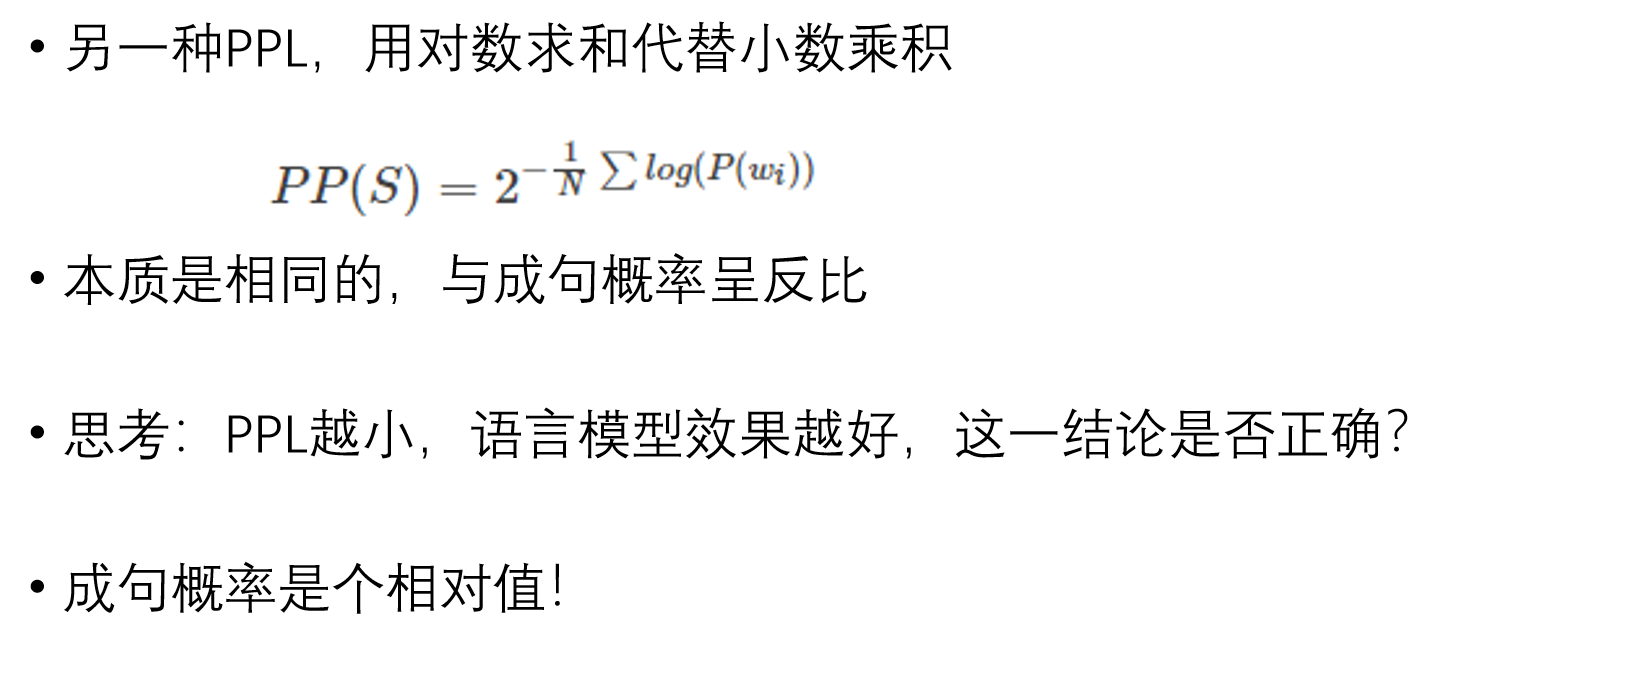 • 另一种PPL，用对数求和代替小数乘积
PP(S) = 2^{-\frac{1}{N} \sum log(P(w_i))}
• 本质是相同的，与成句概率呈反比
• 思考：PPL越小，语言模型效果越好，这一结论是否正确？
• 成句概率是个相对值！